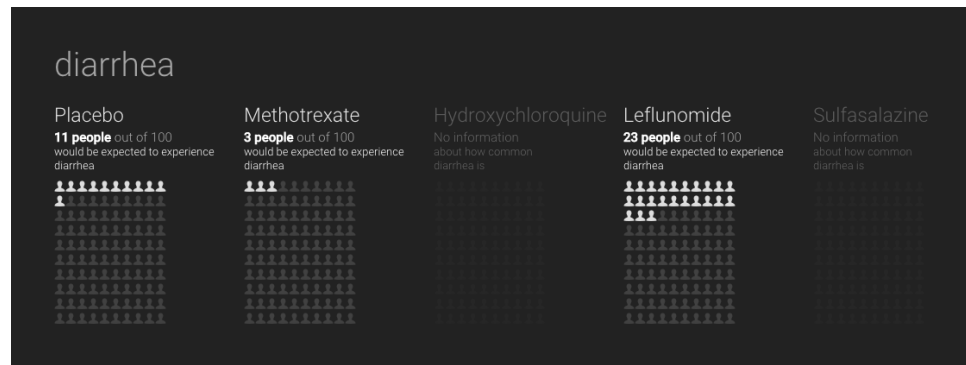 diarrhea
Placebo
11 people out of 100
would be expected to experience
diarrhea
Methotrexate
3 people out of 100
would be expected to experience
diarrhea
Hydroxychloroquine
No information
about how common
diarrhea is
Leflunomide
23 people out of 100
would be expected to experience
diarrhea
Sulfasalazine
No information
about how common
diarrhea is